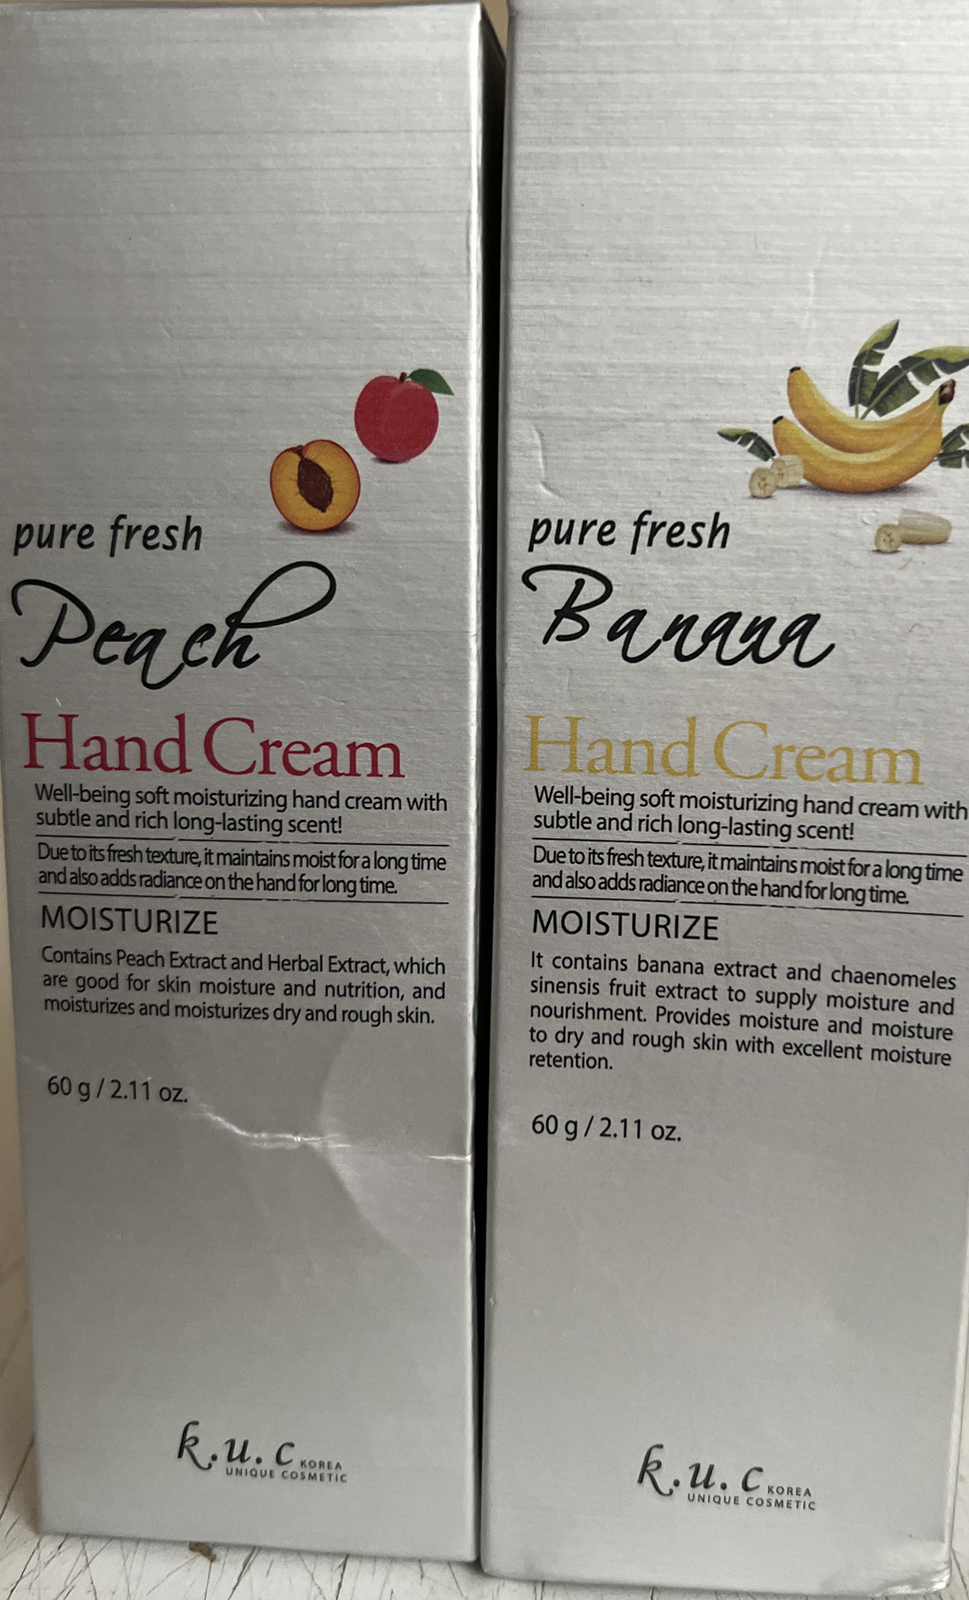 pure fresh
Peach
Hand Cream
Well-being soft moisturizing hand cream with
subtle and rich long-lasting scent!
Due to its fresh texture, it maintains moist for a long time
and also adds radiance on the hand for long time.
MOISTURIZE
Contains Peach Extract and Herbal Extract, which
are good for skin moisture and nutrition, and
moisturizes and moisturizes dry and rough skin.
60 g / 2.11 oz.
k.u.c KOREA
UNIQUE COSMETIC
pure fresh
Banana
Hand Cream
Well-being soft moisturizing hand cream with
subtle and rich long-lasting scent!
Due to its fresh texture, it maintains moist for a long time
and also adds radiance on the hand for long time.
MOISTURIZE
It contains banana extract and chaenomeles
sinensis fruit extract to supply moisture and
nourishment. Provides moisture and moisture
to dry and rough skin with excellent moisture
retention.
60 g / 2.11 oz.
k.u.c KOREA
UNIQUE COSMETIC